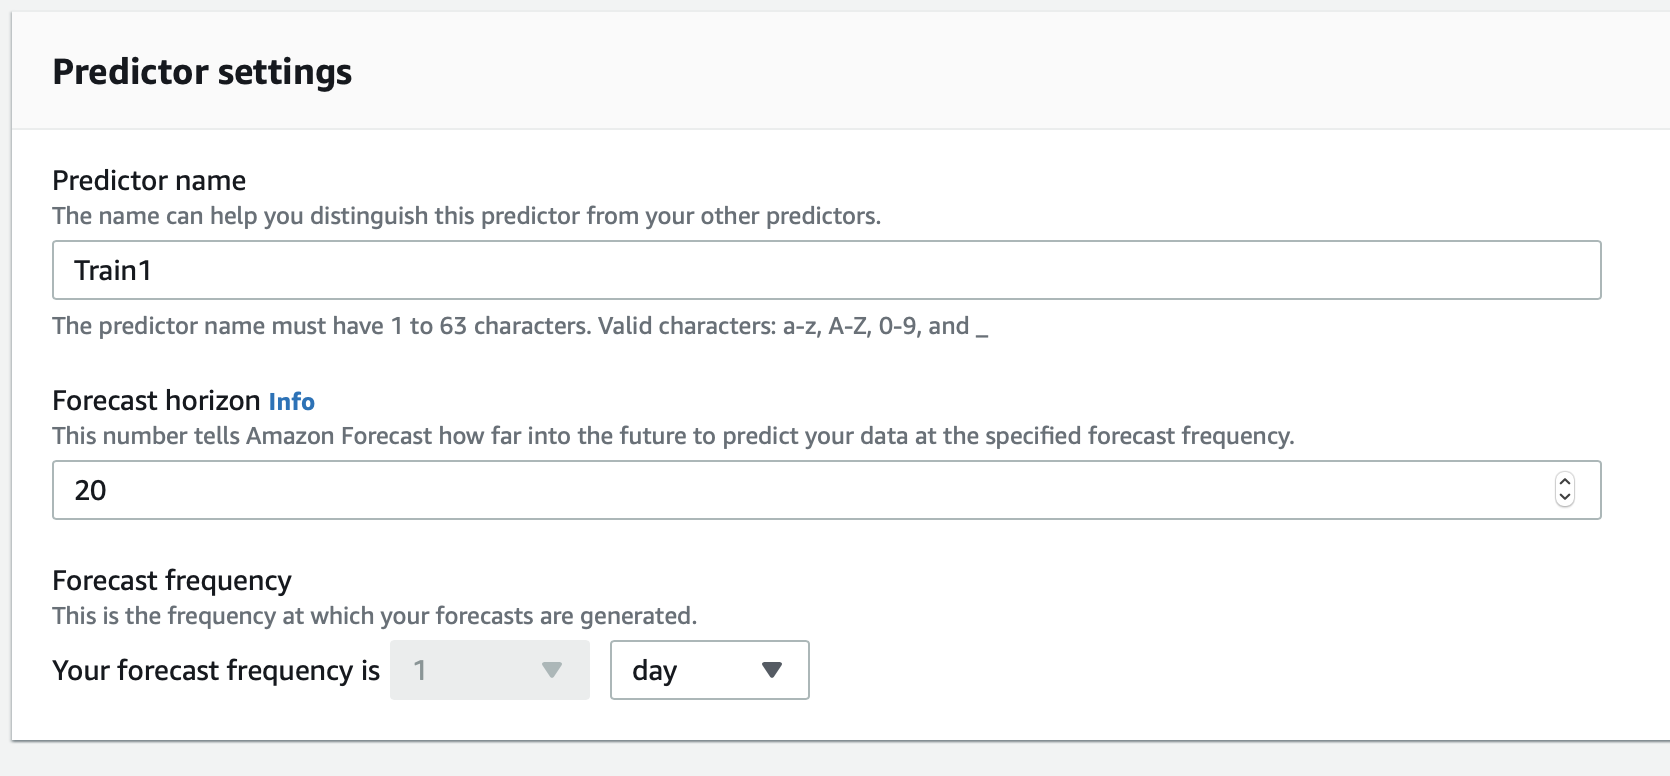 Predictor settings
Predictor name
The name can help you distinguish this predictor from your other predictors.
Train1
The predictor name must have 1 to 63 characters. Valid characters: a-z, A-Z, 0-9, and _
Forecast horizon Info
This number tells Amazon Forecast how far into the future to predict your data at the specified forecast frequency.
20
Forecast frequency
This is the frequency at which your forecasts are generated.
Your forecast frequency is 1 day